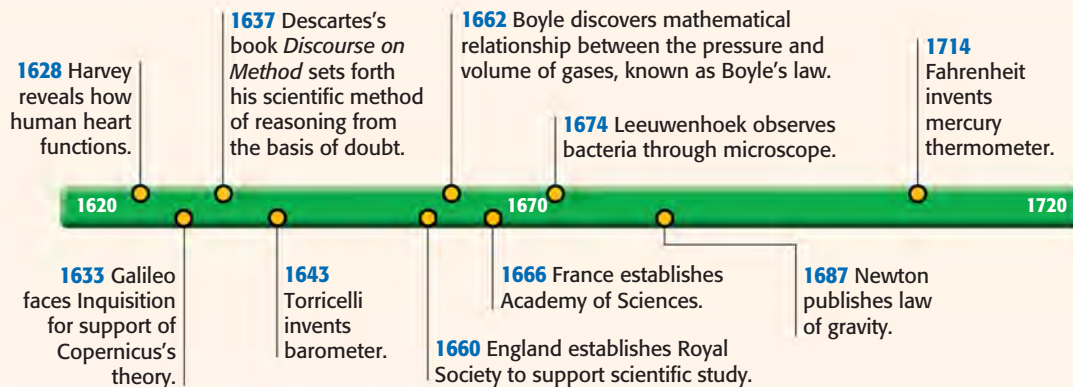 1628 Harvey
reveals how
human heart
functions.
1637 Descartes's
book Discourse on
Method sets forth
his scientific method
of reasoning from
the basis of doubt.
1662 Boyle discovers mathematical
relationship between the pressure and
volume of gases, known as Boyle's law.
1674 Leeuwenhoek observes
bacteria through microscope.
1714
Fahrenheit
invents
mercury
thermometer.
1620
1670
1720
1633 Galileo
faces Inquisition
for support of
Copernicus's
theory.
1643
Torricelli
invents
barometer.
1660 England establishes Royal
Society to support scientific study.
1666 France establishes
Academy of Sciences.
1687 Newton
publishes law
of gravity.